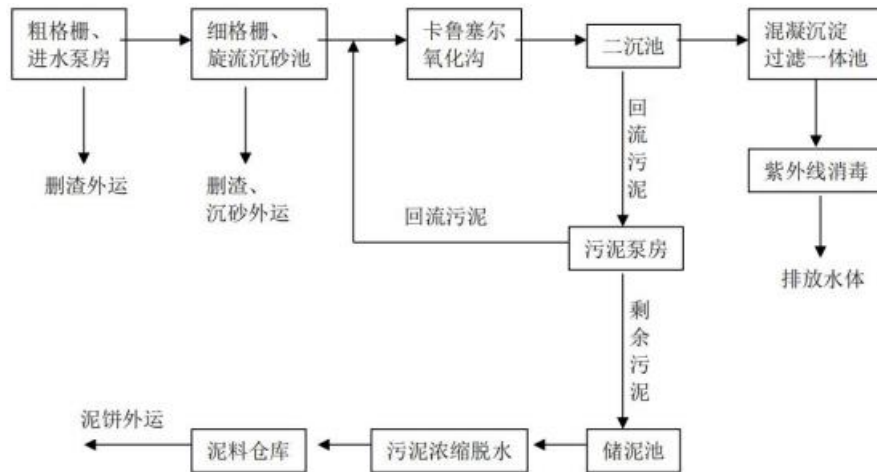 粗格栅、
进水泵房
细格栅、
旋流沉砂池
卡鲁塞尔
氧化沟
二沉池
混凝沉淀
过滤一体池
删渣外运
删渣、
沉砂外运
回流污泥
回流污泥
紫外线消毒
污泥泵房
排放水体
剩余污泥
泥饼外运
泥料仓库
污泥浓缩脱水
储泥池